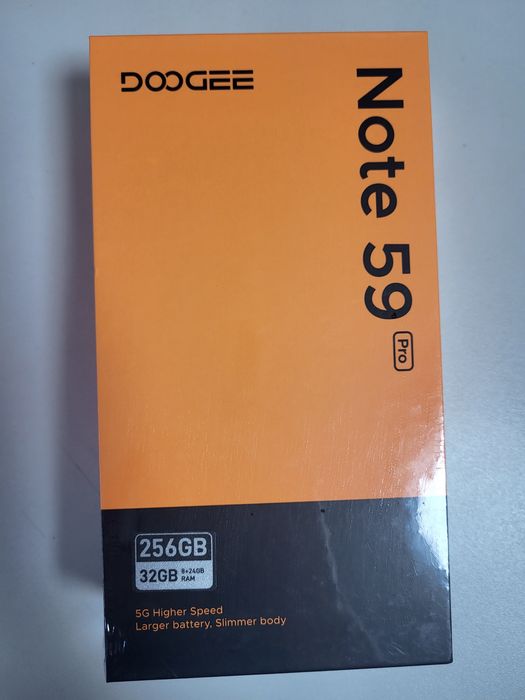 DOOGEE
Note 59 Pro
256GB
32GB 8+24GB RAM
5G Higher Speed
Larger battery, Slimmer body